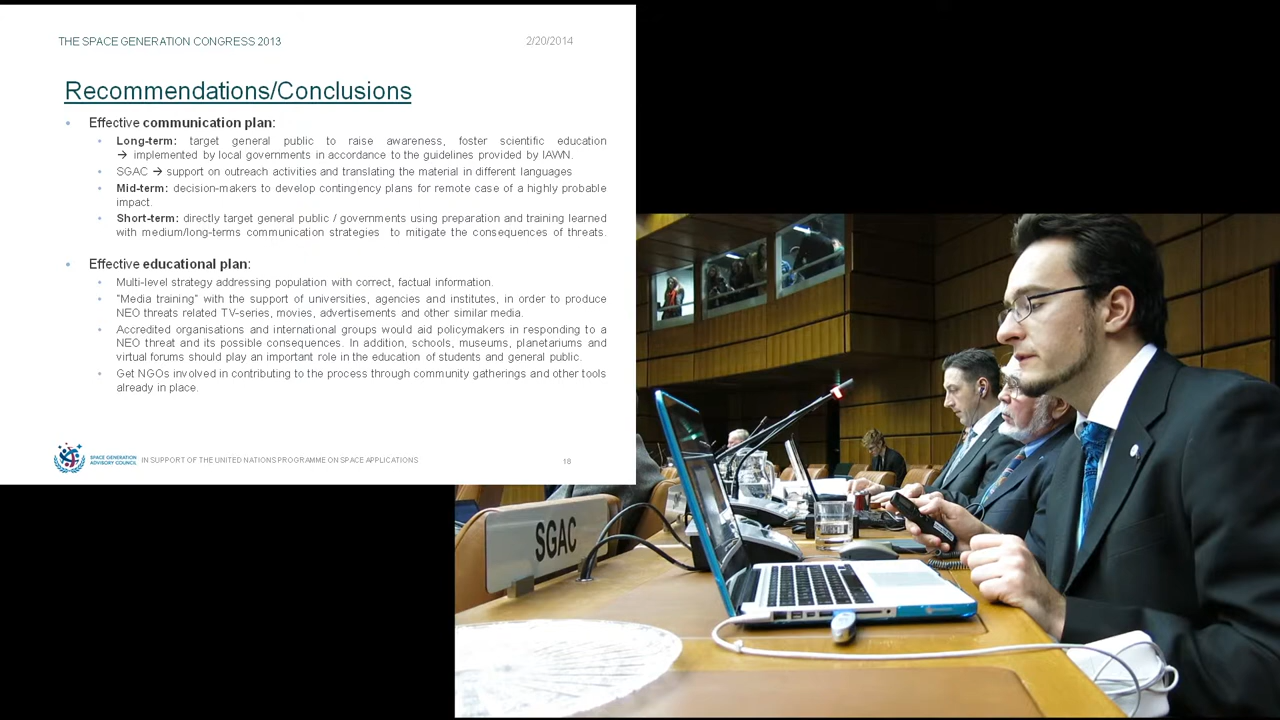 THE SPACE GENERATION CONGRESS 2013
2/20/2014
Recommendations/Conclusions
• Effective communication plan:
• Long-term: target general public to raise awareness, foster scientific education
→ implemented by local governments in accordance to the guidelines provided by IAWN.
• SGAC → support on outreach activities and translating the material in different languages
• Mid-term: decision-makers to develop contingency plans for remote case of a highly probable
impact.
• Short-term: directly target general public / governments using preparation and training learned
with medium/long-terms communication strategies to mitigate the consequences of threats.
• Effective educational plan:
• Multi-level strategy addressing population with correct, factual information.
• "Media training" with the support of universities, agencies and institutes, in order to produce
NEO threats related TV-series, movies, advertisements and other similar media.
• Accredited organisations and international groups would aid policymakers in responding to a
NEO threat and its possible consequences. In addition, schools, museums, planetariums and
virtual forums should play an important role in the education of students and general public.
• Get NGOs involved in contributing to the process through community gatherings and other tools
already in place.
SPACE GENERATION
ADVISORY COUNCIL
IN SUPPORT OF THE UNITED NATIONS PROGRAMME ON SPACE APPLICATIONS
18
SGAC